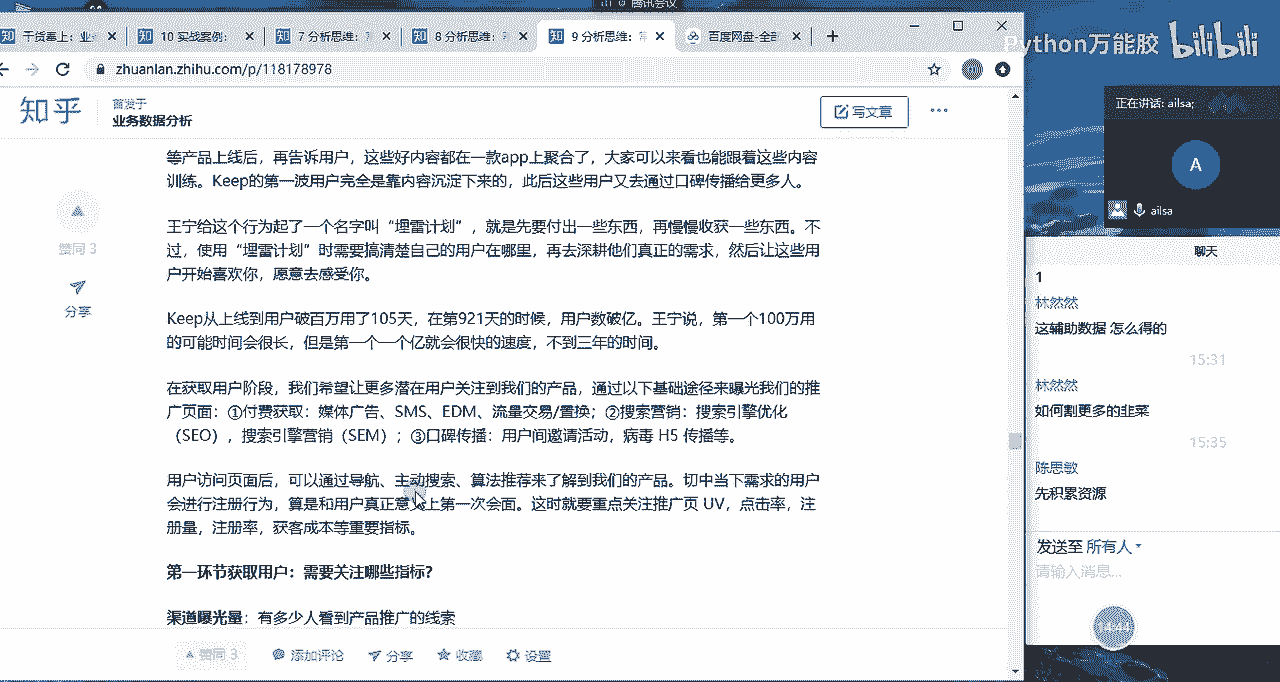 腾讯会议
干货奉上：业
10 实战案例：
7 分析思维：
8 分析思维：
9 分析思维：
百度网盘-全
Python万能胶 bilibili
zhuanlan.zhihu.com/p/118178978
知乎
首发于
业务数据分析
写文章
正在讲话: ailsa;
A
ailsa
等产品上线后，再告诉用户，这些好内容都在一款app上聚合了，大家可以来看也能跟着这些内容
训练。Keep的第一波用户完全是靠内容沉淀下来的，此后这些用户又去通过口碑传播给更多人。
王宁给这个行为起了一个名字叫“埋雷计划”，就是先要付出一些东西，再慢慢收获一些东西。不
过，使用“埋雷计划”时需要搞清楚自己的用户在哪里，再去深耕他们真正的需求，然后让这些用
户开始喜欢你，愿意去感受你。
Keep从上线到用户破百万用了105天，在第921天的时候，用户数破亿。王宁说，第一个100万用
的可能时间会很长，但是第一个一个亿就会很快的速度，不到三年的时间。
在获取用户阶段，我们希望让更多潜在用户关注到我们的产品，通过以下基础途径来曝光我们的推
广页面：①付费获取：媒体广告、SMS、EDM、流量交易/置换；②搜索营销：搜索引擎优化
（SEO），搜索引擎营销（SEM）；③口碑传播：用户间邀请活动，病毒 H5 传播等。
用户访问页面后，可以通过导航、主动搜索、算法推荐来了解到我们的产品。切中当下需求的用户
会进行注册行为，算是和用户真正意义上第一次会面。这时就要重点关注推广页 UV，点击率，注
册量，注册率，获客成本等重要指标。
第一环节获取用户：需要关注哪些指标？
渠道曝光量：有多少人看到产品推广的线索
赞同 3
分享
赞同 3
添加评论
分享
收藏
设置
聊天
1
林然然
这辅助数据 怎么得的
15:31
林然然
如何割更多的韭菜
15:35
陈思敏
先积累资源
发送至 所有人
请输入消息...